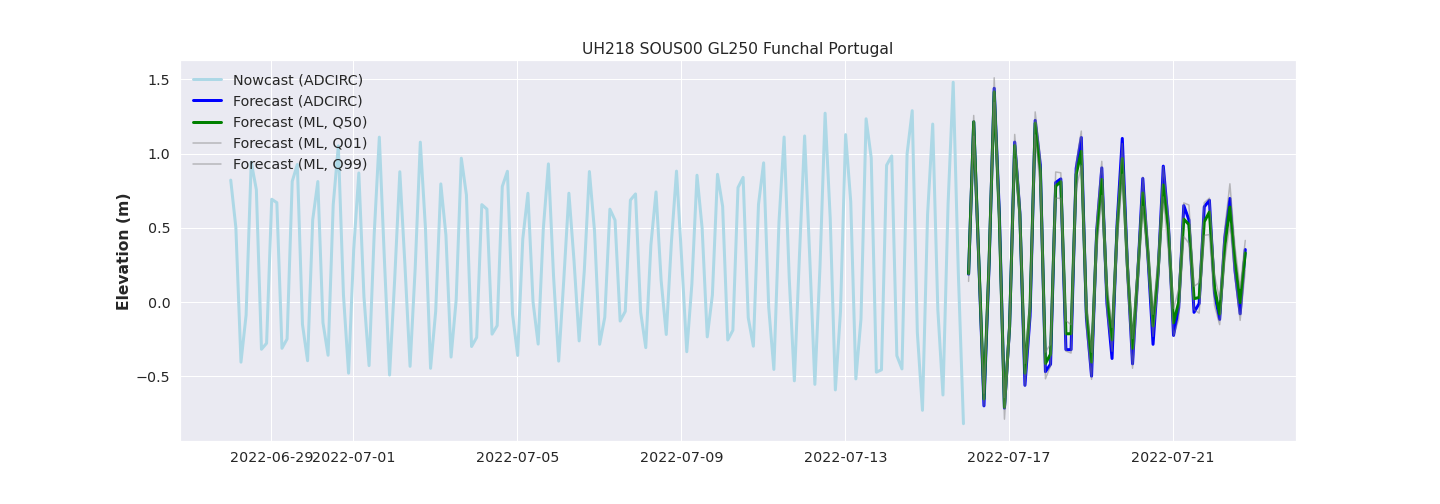 UH218 SOUS00 GL250 Funchal Portugal
Nowcast (ADCIRC)
Forecast (ADCIRC)
Forecast (ML, Q50)
Forecast (ML, Q01)
Forecast (ML, Q99)
Elevation (m)
1.5
1.0
0.5
0.0
−0.5
2022-06-29
2022-07-01
2022-07-05
2022-07-09
2022-07-13
2022-07-17
2022-07-21